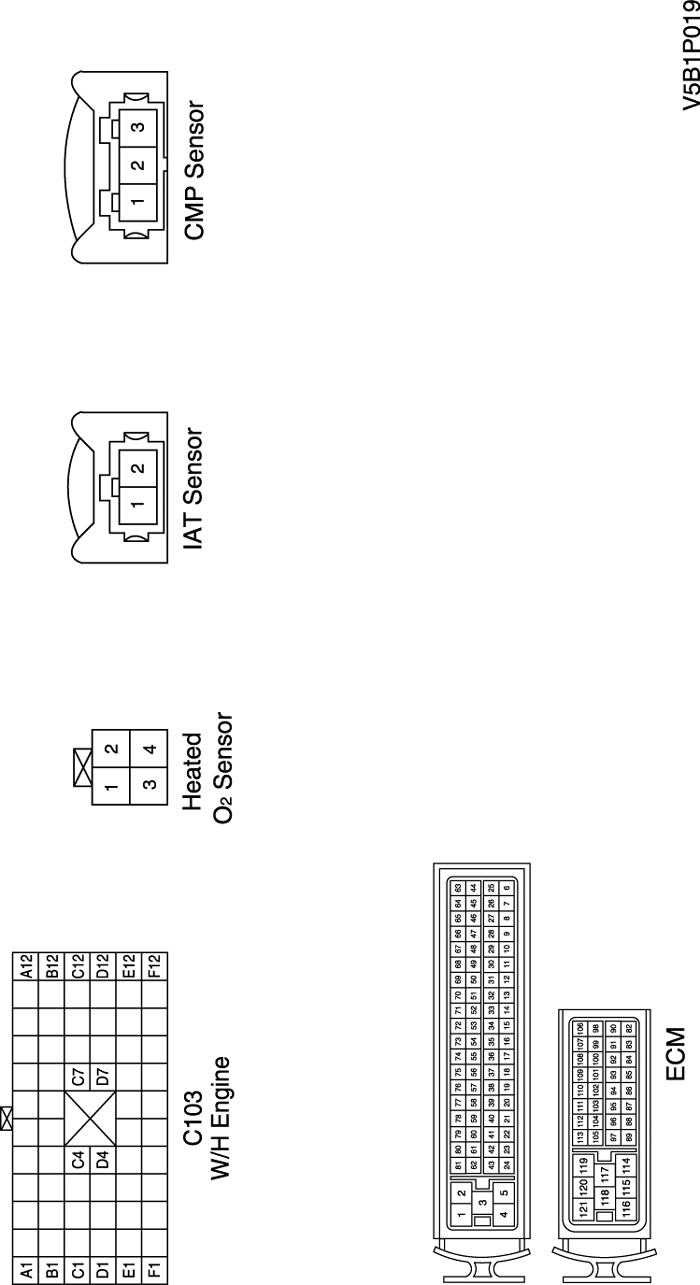 A1 A12
B1 B12
C1 C4 C7 C12
D1 D4 D7 D12
E1 E12
F1 F12
C103
W/H Engine
1 2
3 4
Heated
O2 Sensor
1 2
IAT Sensor
1 2 3
CMP Sensor
81 80 79 78 77 76 75 74 73 72 71 70 69 68 67 66 65 64 63
62 61 60 59 58 57 56 55 54 53 52 51 50 49 48 47 46 45 44
43 42 41 40 39 38 37 36 35 34 33 32 31 30 29 28 27 26 25
24 23 22 21 20 19 18 17 16 15 14 13 12 11 10 9 8 7 6
1 2
3
4 5
113 112 111 110 109 108 107 106
105 104 103 102 101 100 99 98
97 96 95 94 93 92 91 90
89 88 87 86 85 84 83 82
121 120 119
118 117
116 115 114
ECM
V5B1P019